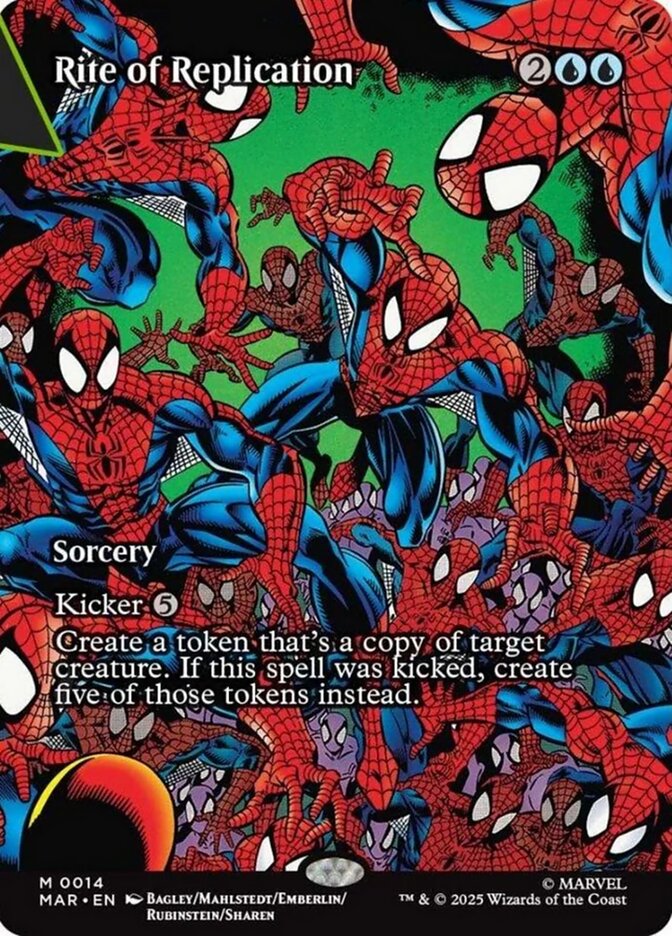 Rite of Replication 2
Sorcery
Kicker 5
Create a token that's a copy of target
creature. If this spell was kicked, create
five of those tokens instead.
M 0014
© MARVEL
MAR • EN BAGLEY/MAHLSTEDT/EMBERLIN/
™ & © 2025 Wizards of the Coast
RUBINSTEIN/SHAREN